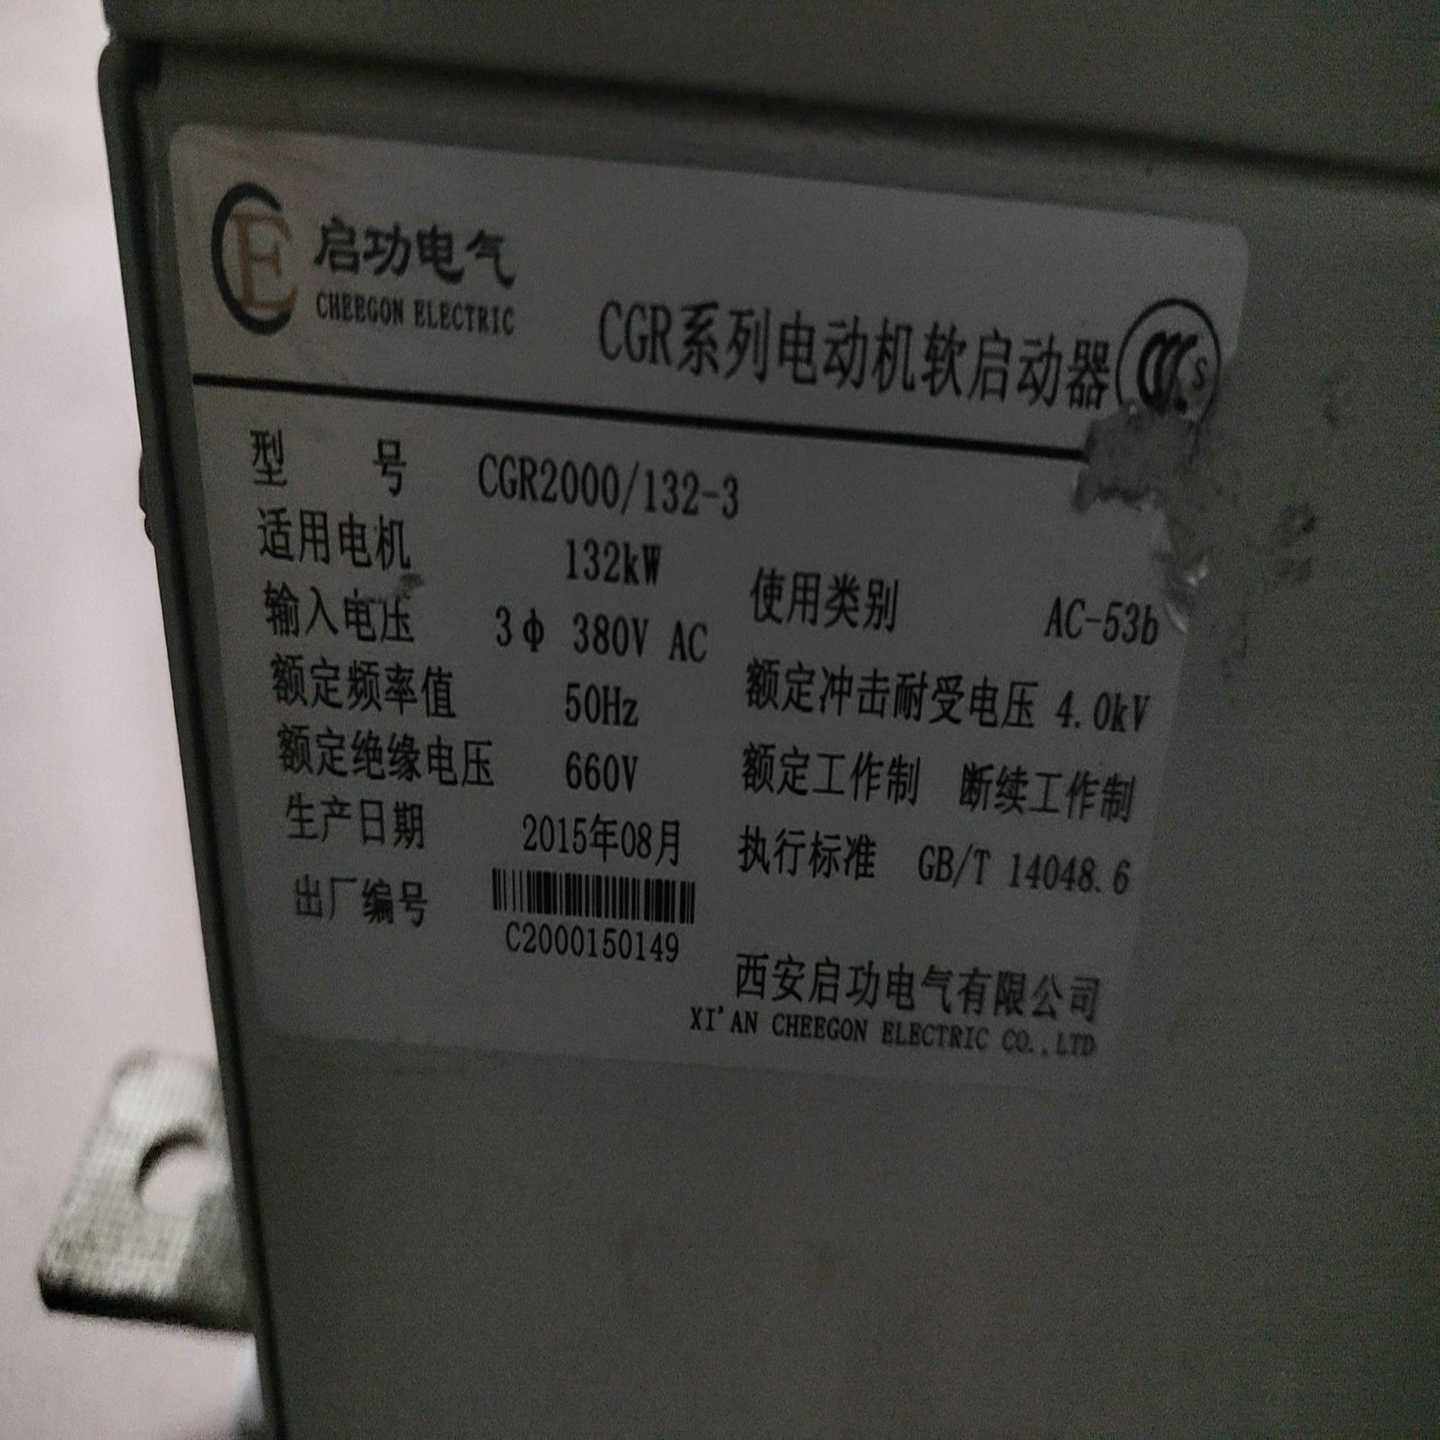 启功电气
CHEEGON ELECTRIC
CGR系列电动机软启动器
CCC S
型 号 CGR2000/132-3
适用电机 132kW 使用类别 AC-53b
输入电压 3ф 380V AC 额定冲击耐受电压 4.0kV
额定频率值 50Hz 额定工作制 断续工作制
额定绝缘电压 660V 执行标准 GB/T 14048.6
生产日期 2015年08月
出厂编号 C2000150149
西安启功电气有限公司
XI'AN CHEEGON ELECTRIC CO.,LTD